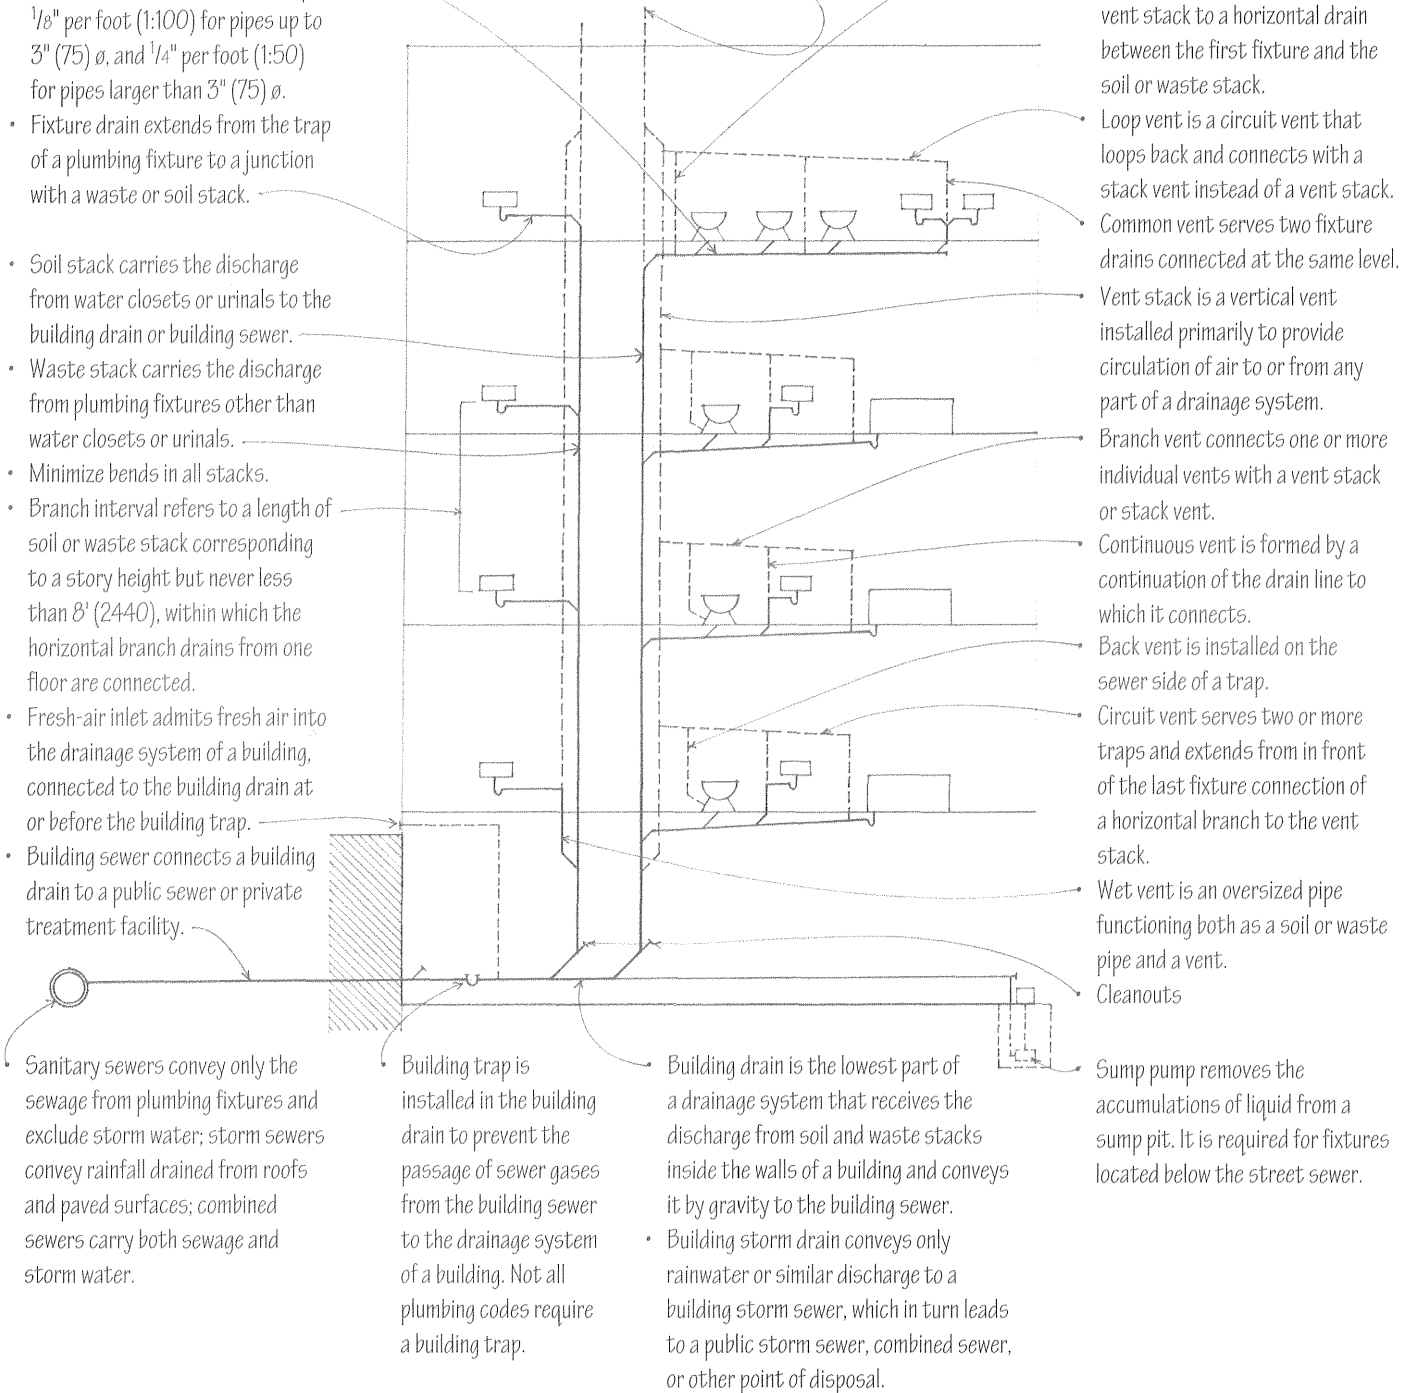 ⅛" per foot (1:100) for pipes up to
3" (75) ø, and ¼" per foot (1:50)
for pipes larger than 3" (75) ø.
• Fixture drain extends from the trap
of a plumbing fixture to a junction
with a waste or soil stack.
• Soil stack carries the discharge
from water closets or urinals to the
building drain or building sewer.
• Waste stack carries the discharge
from plumbing fixtures other than
water closets or urinals.
• Minimize bends in all stacks.
• Branch interval refers to a length of
soil or waste stack corresponding
to a story height but never less
than 8' (2440), within which the
horizontal branch drains from one
floor are connected.
• Fresh-air inlet admits fresh air into
the drainage system of a building,
connected to the building drain at
or before the building trap.
• Building sewer connects a building
drain to a public sewer or private
treatment facility.
• Sanitary sewers convey only the
sewage from plumbing fixtures and
exclude storm water; storm sewers
convey rainfall drained from roofs
and paved surfaces; combined
sewers carry both sewage and
storm water.
• Building trap is
installed in the building
drain to prevent the
passage of sewer gases
from the building sewer
to the drainage system
of a building. Not all
plumbing codes require
a building trap.
• Building drain is the lowest part of
a drainage system that receives the
discharge from soil and waste stacks
inside the walls of a building and conveys
it by gravity to the building sewer.
• Building storm drain conveys only
rainwater or similar discharge to a
building storm sewer, which in turn leads
to a public storm sewer, combined sewer,
or other point of disposal.
vent stack to a horizontal drain
between the first fixture and the
soil or waste stack.
• Loop vent is a circuit vent that
loops back and connects with a
stack vent instead of a vent stack.
• Common vent serves two fixture
drains connected at the same level.
• Vent stack is a vertical vent
installed primarily to provide
circulation of air to or from any
part of a drainage system.
• Branch vent connects one or more
individual vents with a vent stack
or stack vent.
• Continuous vent is formed by a
continuation of the drain line to
which it connects.
• Back vent is installed on the
sewer side of a trap.
• Circuit vent serves two or more
traps and extends from in front
of the last fixture connection of
a horizontal branch to the vent
stack.
• Wet vent is an oversized pipe
functioning both as a soil or waste
pipe and a vent.
• Cleanouts
• Sump pump removes the
accumulations of liquid from a
sump pit. It is required for fixtures
located below the street sewer.